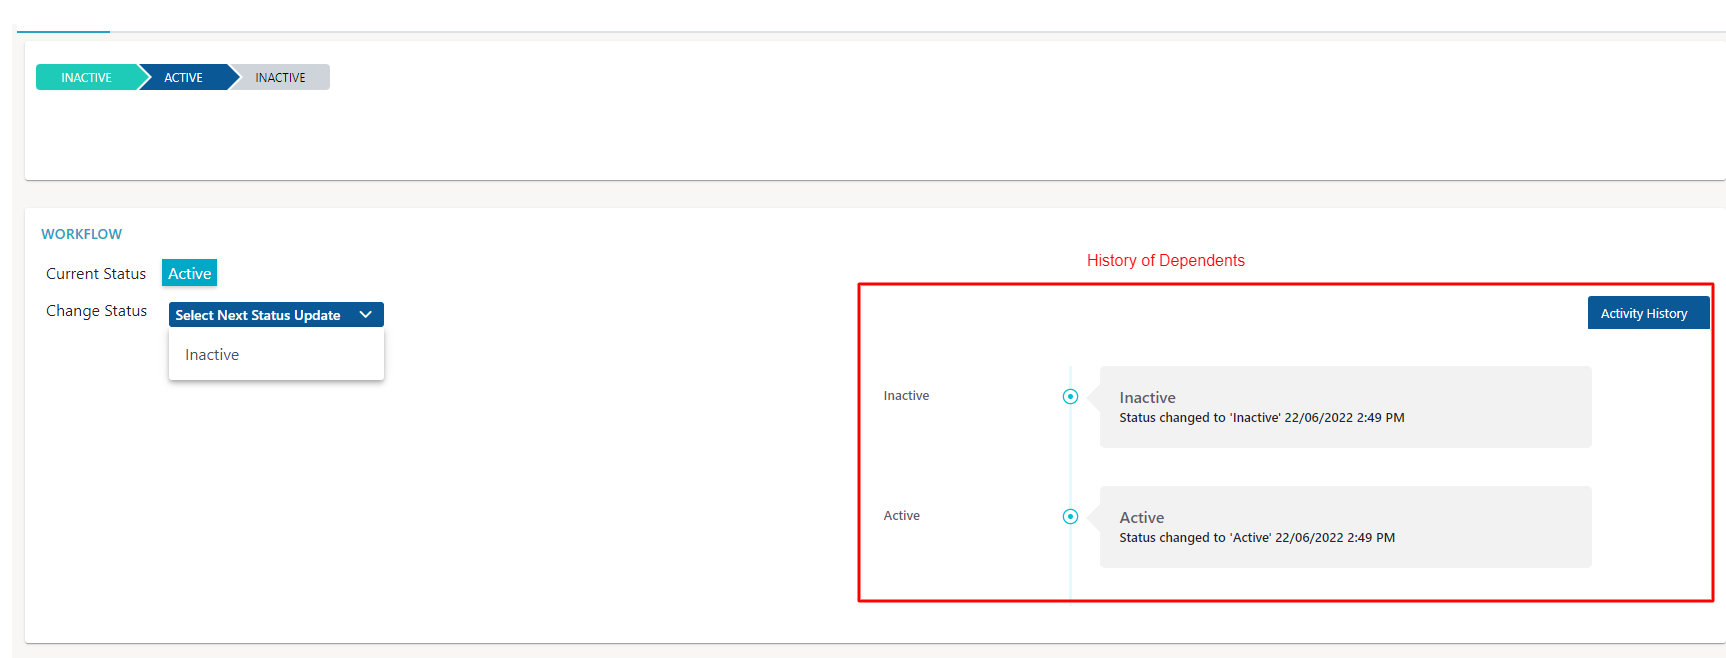 INACTIVE ACTIVE INACTIVE
WORKFLOW
Current Status Active
Change Status Select Next Status Update
Inactive
History of Dependents
Activity History
Inactive
Inactive
Status changed to 'Inactive' 22/06/2022 2:49 PM
Active
Active
Status changed to 'Active' 22/06/2022 2:49 PM